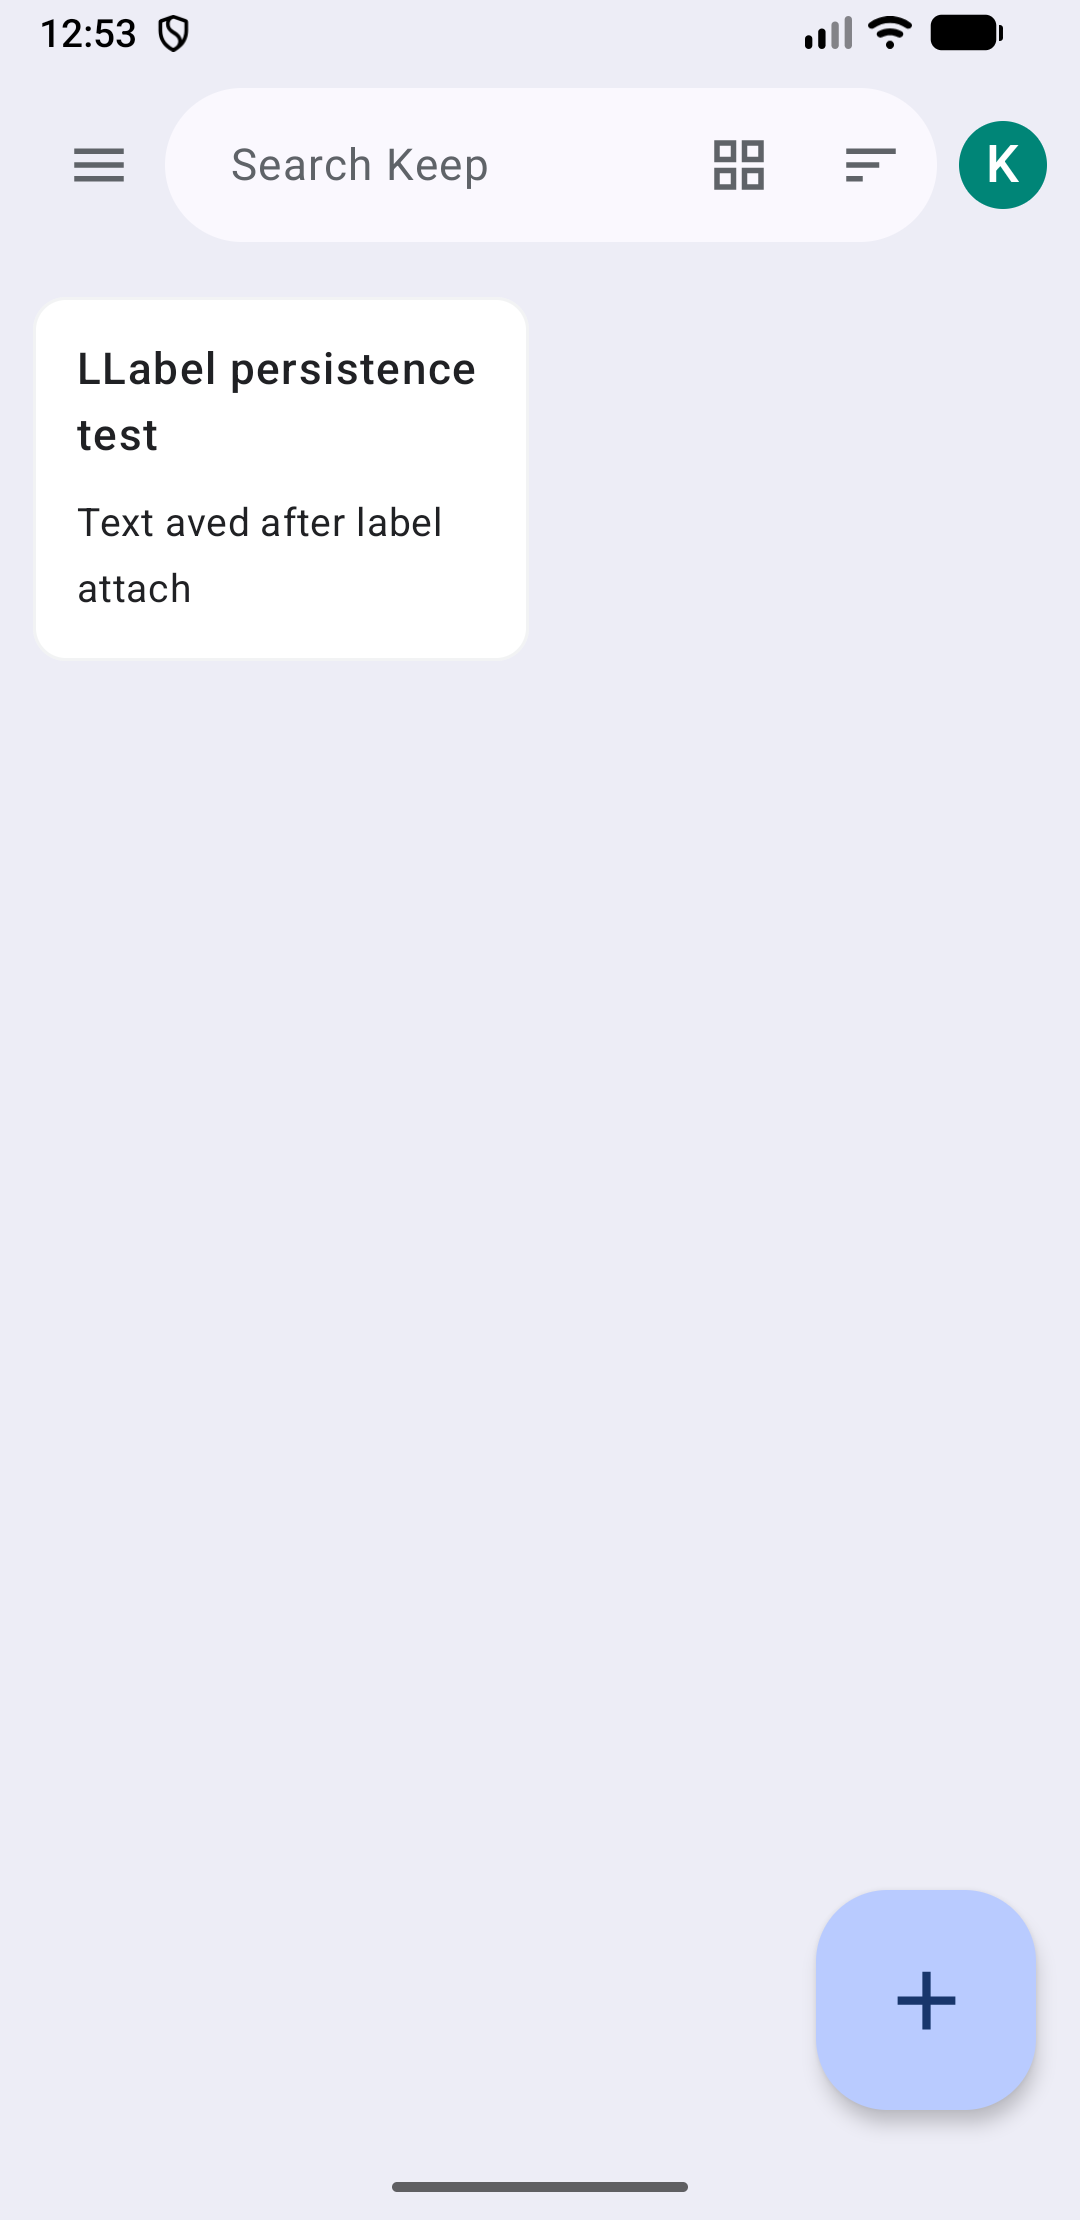 12:53
Search Keep
K
LLabel persistence
test
Text aved after label
attach